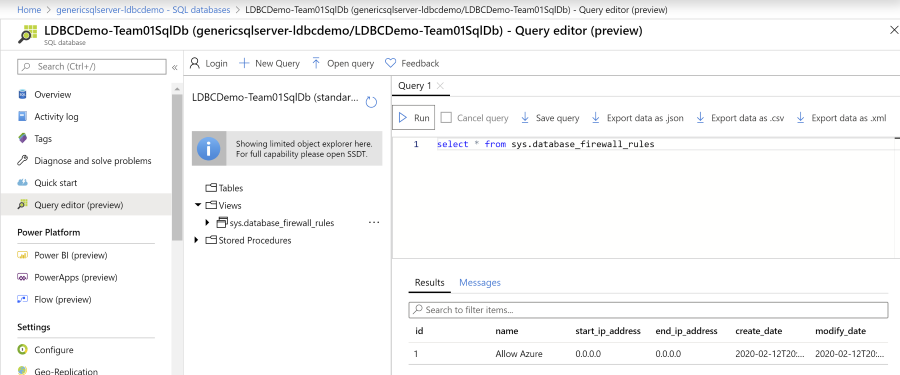 Home > genericsqlserver-ldbcdemo - SQL databases > LDBCDemo-Team01SqlDb (genericsqlserver-ldbcdemo/LDBCDemo-Team01SqlDb) - Query editor (preview)
LDBCDemo-Team01SqlDb (genericsqlserver-ldbcdemo/LDBCDemo-Team01SqlDb) - Query editor (preview)
SQL database
Search (Ctrl+/)
Overview
Activity log
Tags
Diagnose and solve problems
Quick start
Query editor (preview)
Power Platform
Power BI (preview)
PowerApps (preview)
Flow (preview)
Settings
Configure
Geo-Replication
Login
New Query
Open query
Feedback
LDBCDemo-Team01SqlDb (standar...
Showing limited object explorer here.
For full capability please open SSDT.
Tables
Views
sys.database_firewall_rules
Stored Procedures
Query 1
Run
Cancel query
Save query
Export data as .json
Export data as .csv
Export data as .xml
1 select * from sys.database_firewall_rules
Results Messages
Search to filter items...
id name start_ip_address end_ip_address create_date modify_date
1 Allow Azure 0.0.0.0 0.0.0.0 2020-02-12T20:... 2020-02-12T20:...